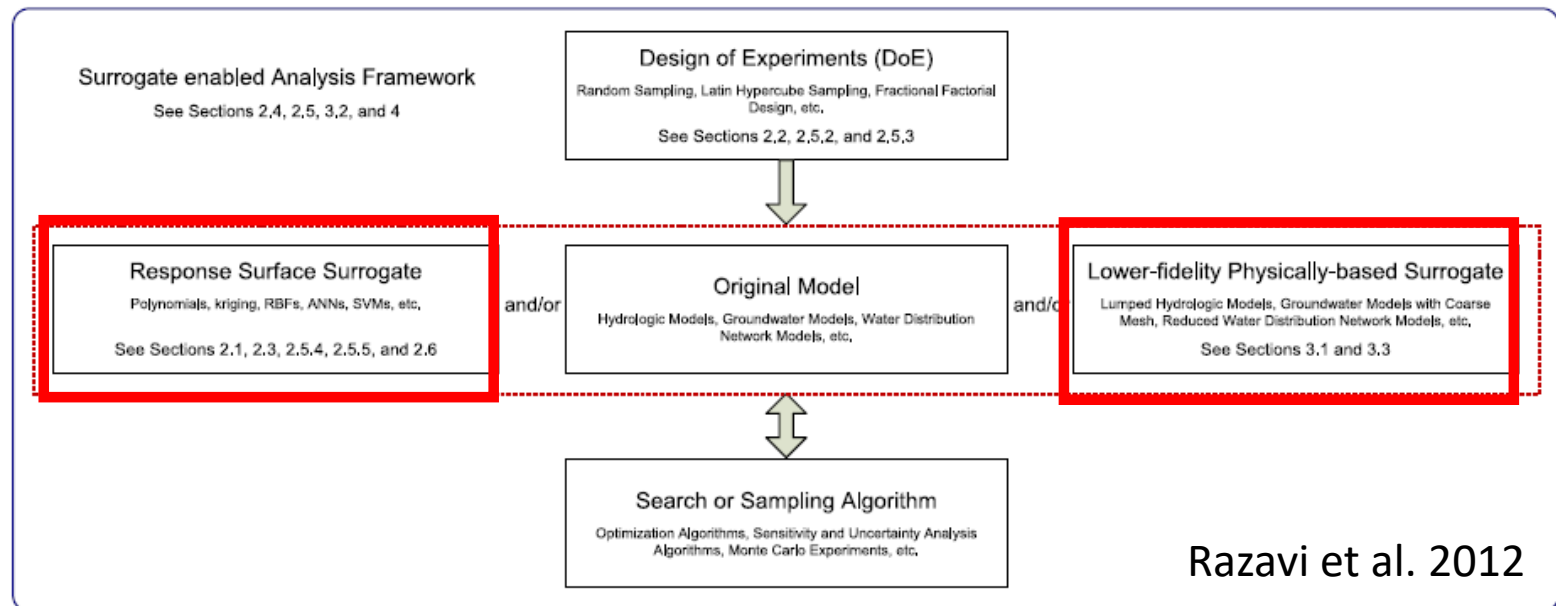 Surrogate enabled Analysis Framework
See Sections 2.4, 2.5, 3.2, and 4
Design of Experiments (DoE)
Random Sampling, Latin Hypercube Sampling, Fractional Factorial
Design, etc.
See Sections 2.2, 2.5.2, and 2.5.3
Response Surface Surrogate
Polynomials, kriging, RBFs, ANNs, SVMs, etc.
See Sections 2.1, 2.3, 2.5.4, 2.5.5, and 2.6
and/or
Original Model
Hydrologic Models, Groundwater Models, Water Distribution
Network Models, etc.
and/or
Lower-fidelity Physically-based Surrogate
Lumped Hydrologic Models, Groundwater Models with Coarse
Mesh, Reduced Water Distribution Network Models, etc.
See Sections 3.1 and 3.3
Search or Sampling Algorithm
Optimization Algorithms, Sensitivity and Uncertainty Analysis
Algorithms, Monte Carlo Experiments, etc.
Razavi et al. 2012